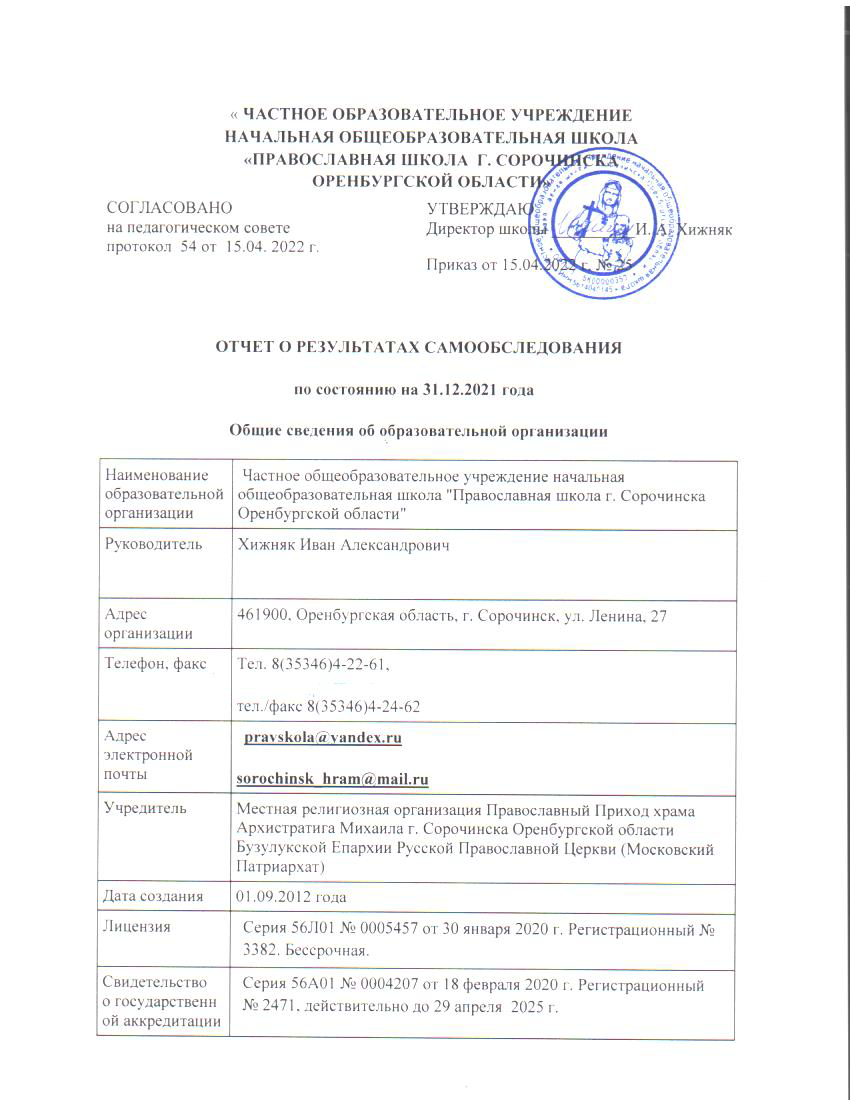 « ЧАСТНОЕ ОБРАЗОВАТЕЛЬНОЕ УЧРЕЖДЕНИЕ
НАЧАЛЬНАЯ ОБЩЕОБРАЗОВАТЕЛЬНАЯ ШКОЛА
«ПРАВОСЛАВНАЯ ШКОЛА Г. СОРОЧИНСКА
ОРЕНБУРГСКОЙ ОБЛАСТИ»
СОГЛАСОВАНО
на педагогическом совете
протокол 54 от 15.04. 2022 г.
УТВЕРЖДАЮ
Директор школы __________ И. А. Хижняк
Приказ от 15.04.2022 г. № 25
ОТЧЕТ О РЕЗУЛЬТАТАХ САМООБСЛЕДОВАНИЯ
по состоянию на 31.12.2021 года
Общие сведения об образовательной организации
Наименование
образовательной
организации
Частное общеобразовательное учреждение начальная
общеобразовательная школа "Православная школа г. Сорочинска
Оренбургской области"
Руководитель
Хижняк Иван Александрович
Адрес
организации
461900, Оренбургская область, г. Сорочинск, ул. Ленина, 27
Телефон, факс
Тел. 8(35346)4-22-61,
тел./факс 8(35346)4-24-62
Адрес
электронной
почты
pravskola@yandex.ru
sorochinsk_hram@mail.ru
Учредитель
Местная религиозная организация Православный Приход храма
Архистратига Михаила г. Сорочинска Оренбургской области
Бузулукской Епархии Русской Православной Церкви (Московский
Патриархат)
Дата создания
01.09.2012 года
Лицензия
Серия 56Л01 № 0005457 от 30 января 2020 г. Регистрационный №
3382. Бессрочная.
Свидетельство
о государственн
ой аккредитации
Серия 56А01 № 0004207 от 18 февраля 2020 г. Регистрационный
№ 2471, действительно до 29 апреля 2025 г.